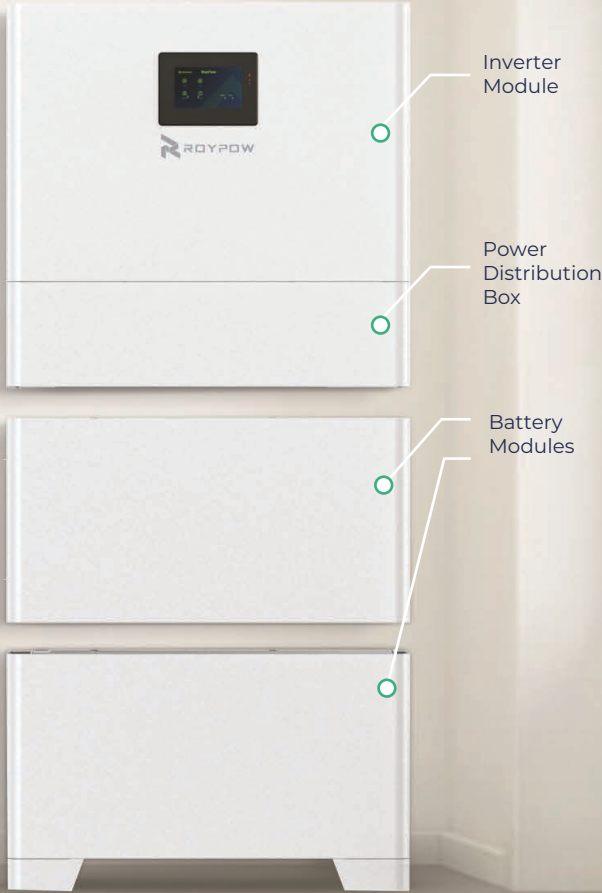 ROYPOW
Inverter
Module
Power
Distribution
Box
Battery
Modules